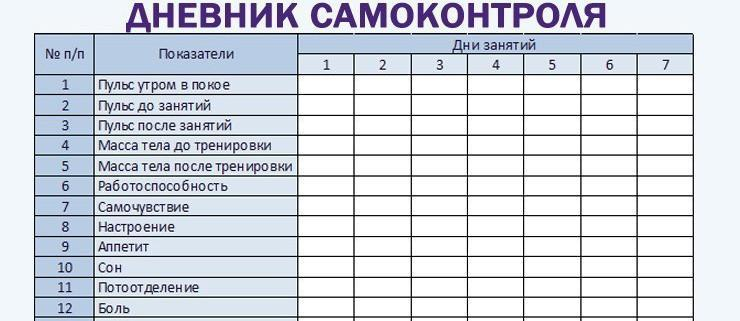 ДНЕВНИК САМОКОНТРОЛЯ
№ п/п Показатели Дни занятий
1 2 3 4 5 6 7
1 Пульс утром в покое
2 Пульс до занятий
3 Пульс после занятий
4 Масса тела до тренировки
5 Масса тела после тренировки
6 Работоспособность
7 Самочувствие
8 Настроение
9 Аппетит
10 Сон
11 Потоотделение
12 Боль